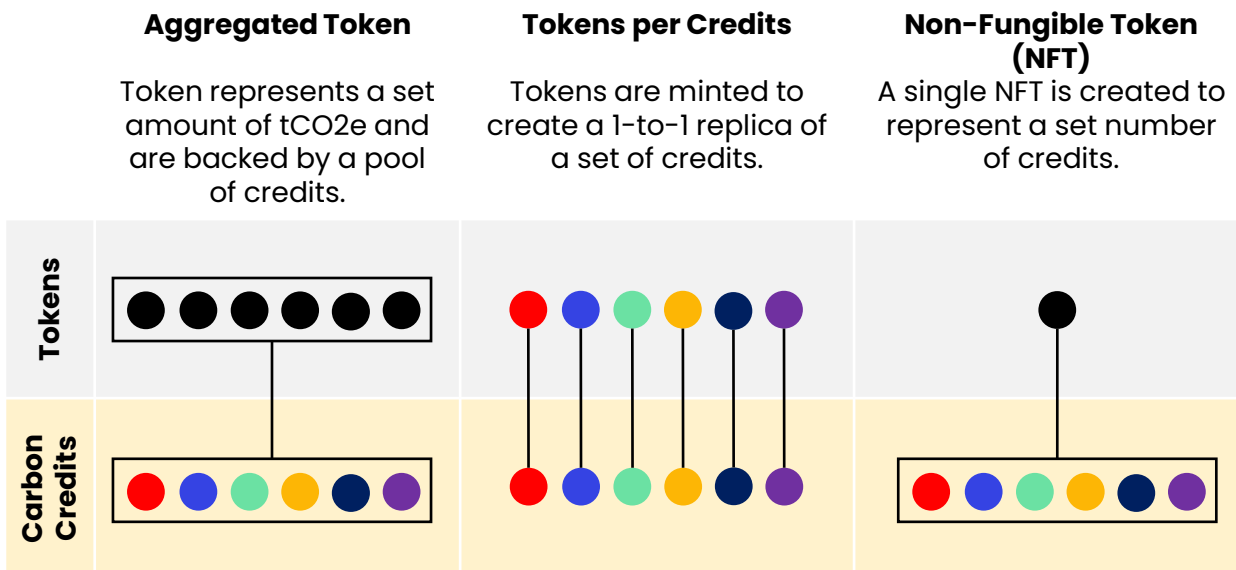 Aggregated Token
Token represents a set
amount of tCO2e and
are backed by a pool
of credits.
Tokens per Credits
Tokens are minted to
create a 1-to-1 replica of
a set of credits.
Non-Fungible Token
(NFT)
A single NFT is created to
represent a set number
of credits.
Tokens
Carbon
Credits